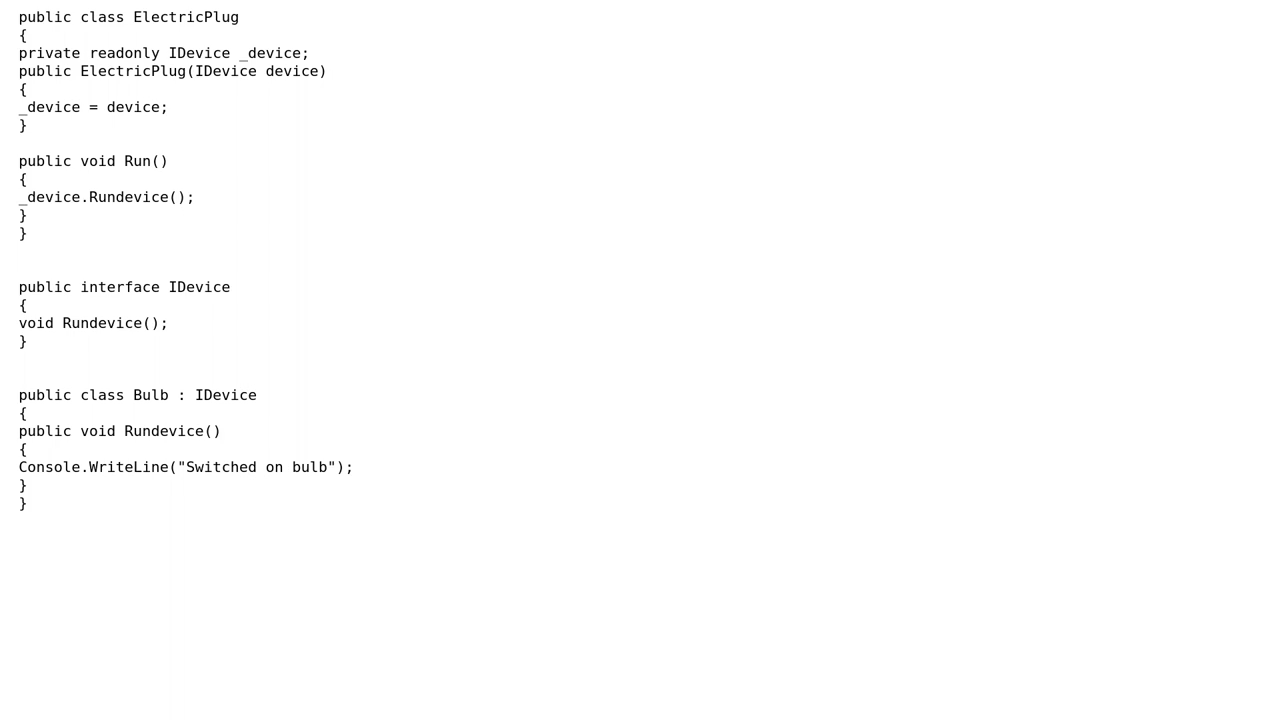 public class ElectricPlug
{
private readonly IDevice _device;
public ElectricPlug(IDevice device)
{
_device = device;
}

public void Run()
{
_device.Rundevice();
}
}

public interface IDevice
{
void Rundevice();
}

public class Bulb : IDevice
{
public void Rundevice()
{
Console.WriteLine("Switched on bulb");
}
}